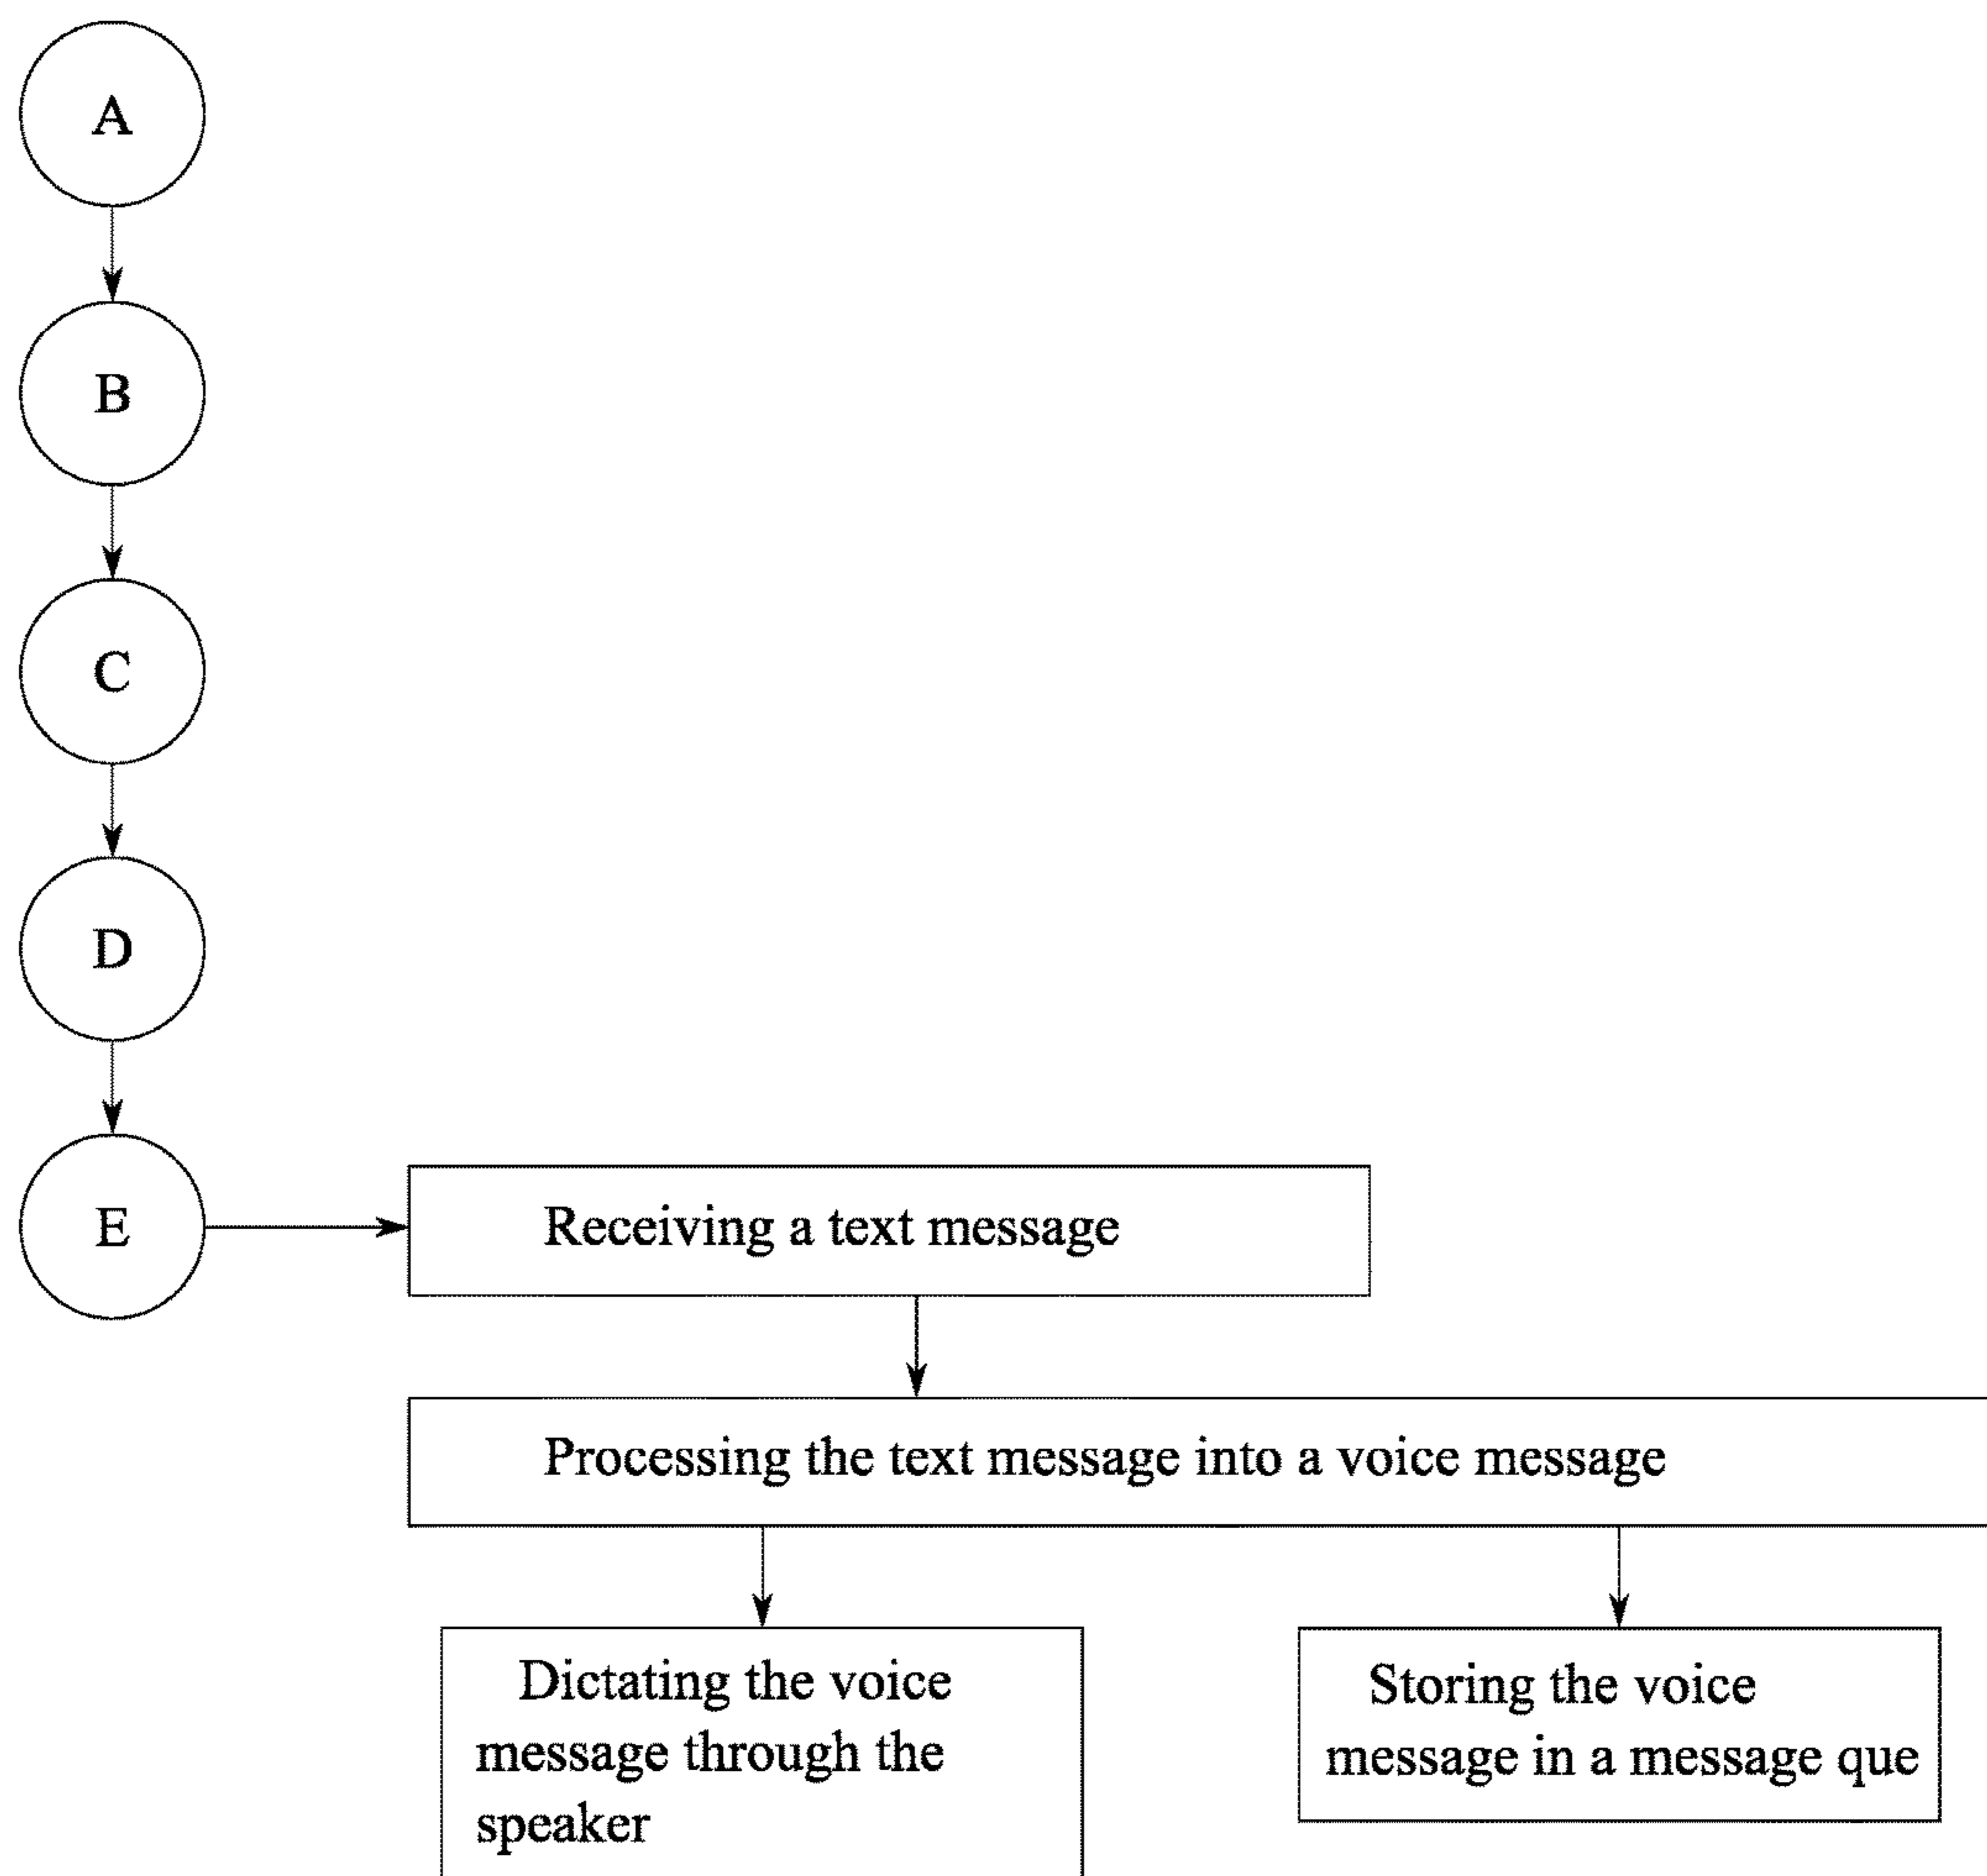 A
B
C
D
E
Receiving a text message
Processing the text message into a voice message
Dictating the voice
message through the
speaker
Storing the voice
message in a message que